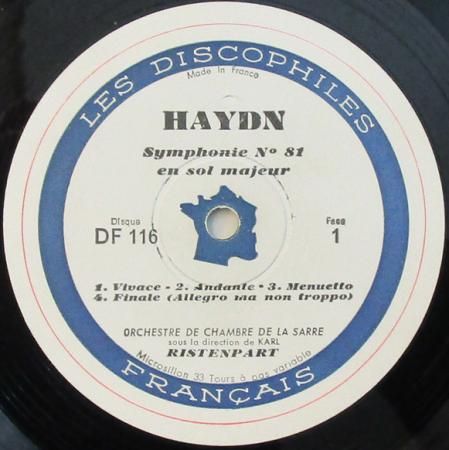 LES DISCOPHILES
Made in France
HAYDN
Symphonie Nº 81
en sol majeur
Disque
DF 116
Face
1
1. Vivace - 2. Andante - 3. Menuetto
4. Finale (Allegro ma non troppo)
ORCHESTRE DE CHAMBRE DE LA SARRE
sous la direction de KARL
RISTENPART
Microsillon 33 Tours à pas variable
FRANÇAIS